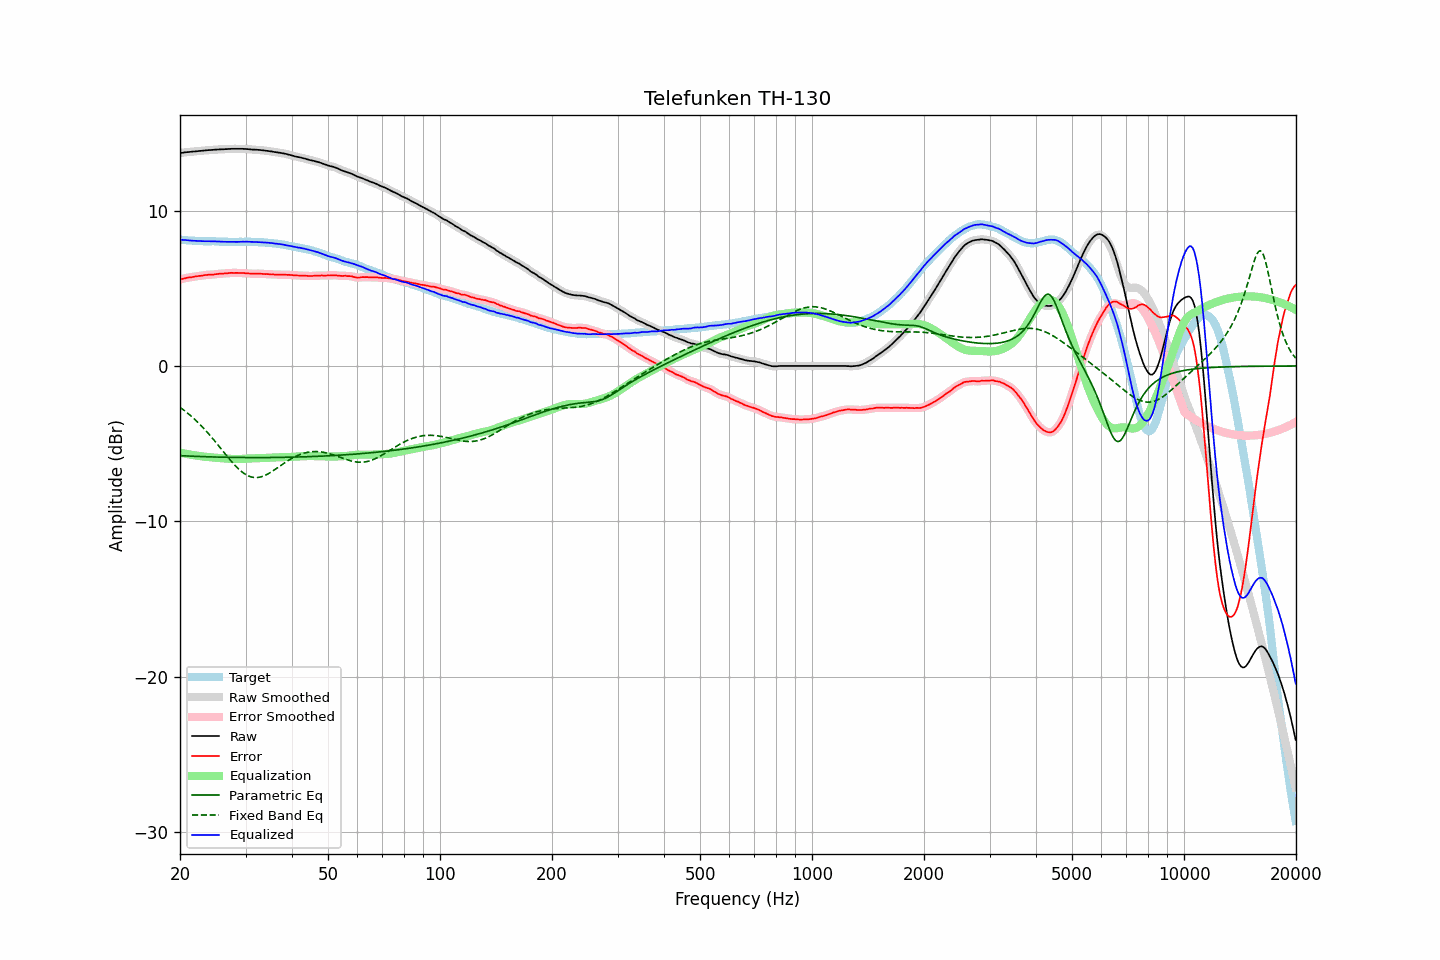 Telefunken TH-130
Amplitude (dBr)
10
0
−10
−20
−30
Target
Raw Smoothed
Error Smoothed
Raw
Error
Equalization
Parametric Eq
Fixed Band Eq
Equalized
20 50 100 200 500 1000 2000 5000 10000 20000
Frequency (Hz)